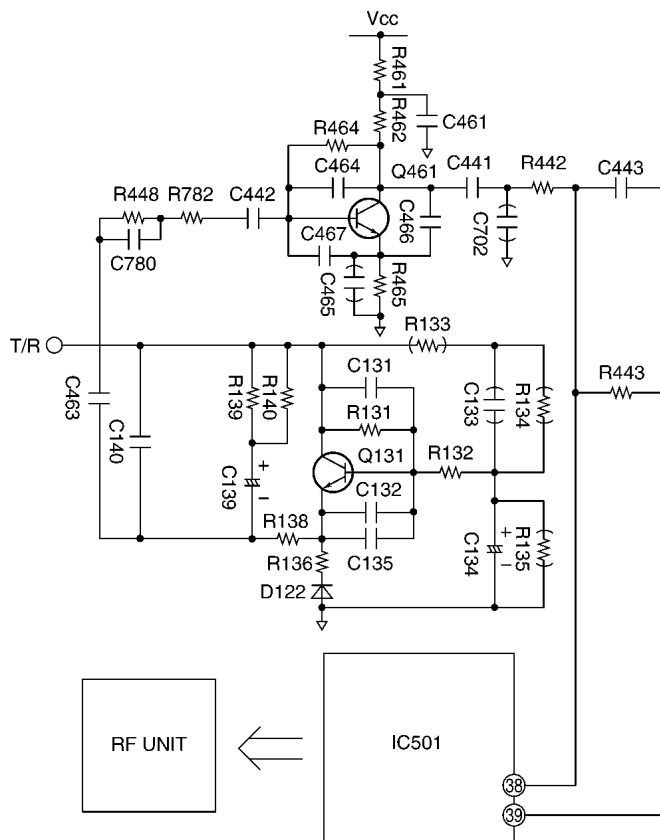 Vcc
R461
R462
C461
R464
C464
Q461
C441
R442
C443
R448
R782
C442
C466
C702
C780
C467
C465
R465
T/R
R133
C463
C140
R139
R140
C131
R131
C133
R134
R443
C139
+
−
Q131
R132
C132
C135
R138
R136
D122
C134
+
−
R135
RF UNIT
IC501
38
39